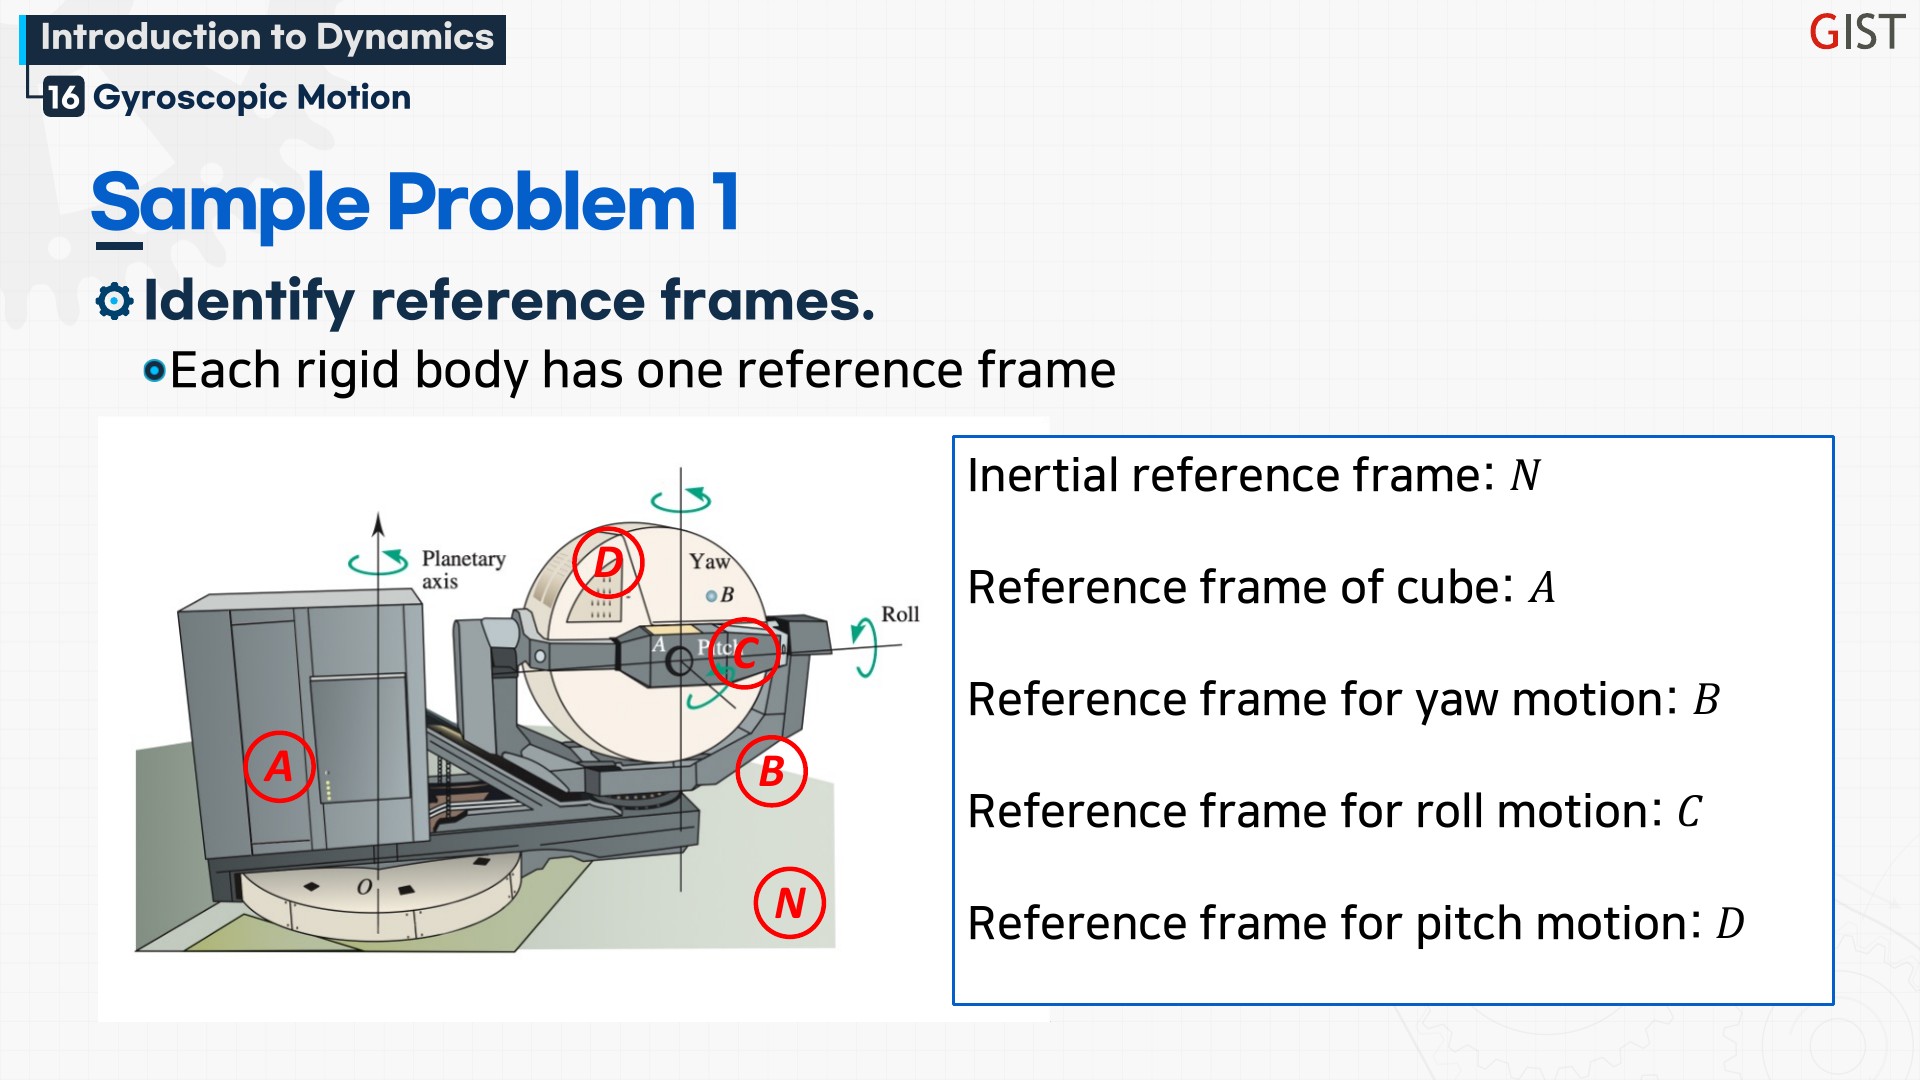 Introduction to Dynamics
GIST
16 Gyroscopic Motion
Sample Problem 1
Identify reference frames.
Each rigid body has one reference frame
Planetary
axis
D
Yaw
B
Roll
A
Pitch
C
A
B
O
N
Inertial reference frame: N
Reference frame of cube: A
Reference frame for yaw motion: B
Reference frame for roll motion: C
Reference frame for pitch motion: D